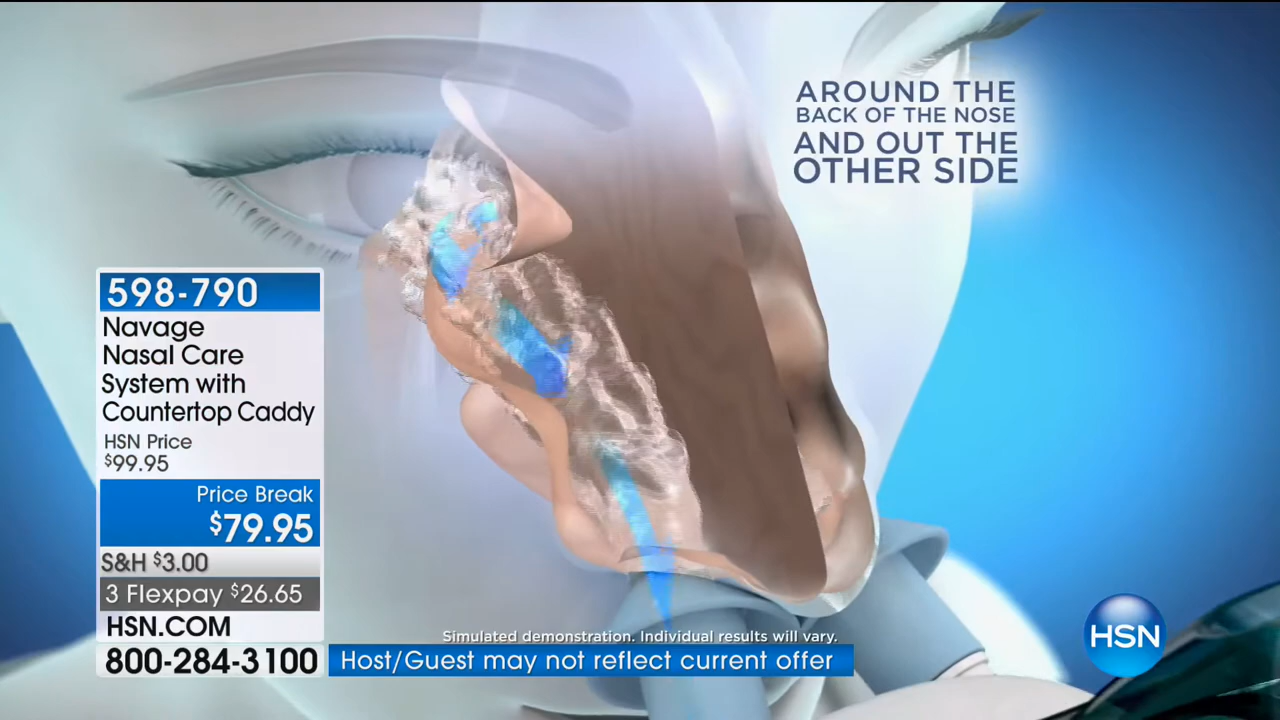 AROUND THE
BACK OF THE NOSE
AND OUT THE
OTHER SIDE
598-790
Navage
Nasal Care
System with
Countertop Caddy
HSN Price
$99.95
Price Break
$79.95
S&H $3.00
3 Flexpay $26.65
HSN.COM
800-284-3100
Simulated demonstration. Individual results will vary.
Host/Guest may not reflect current offer
HSN